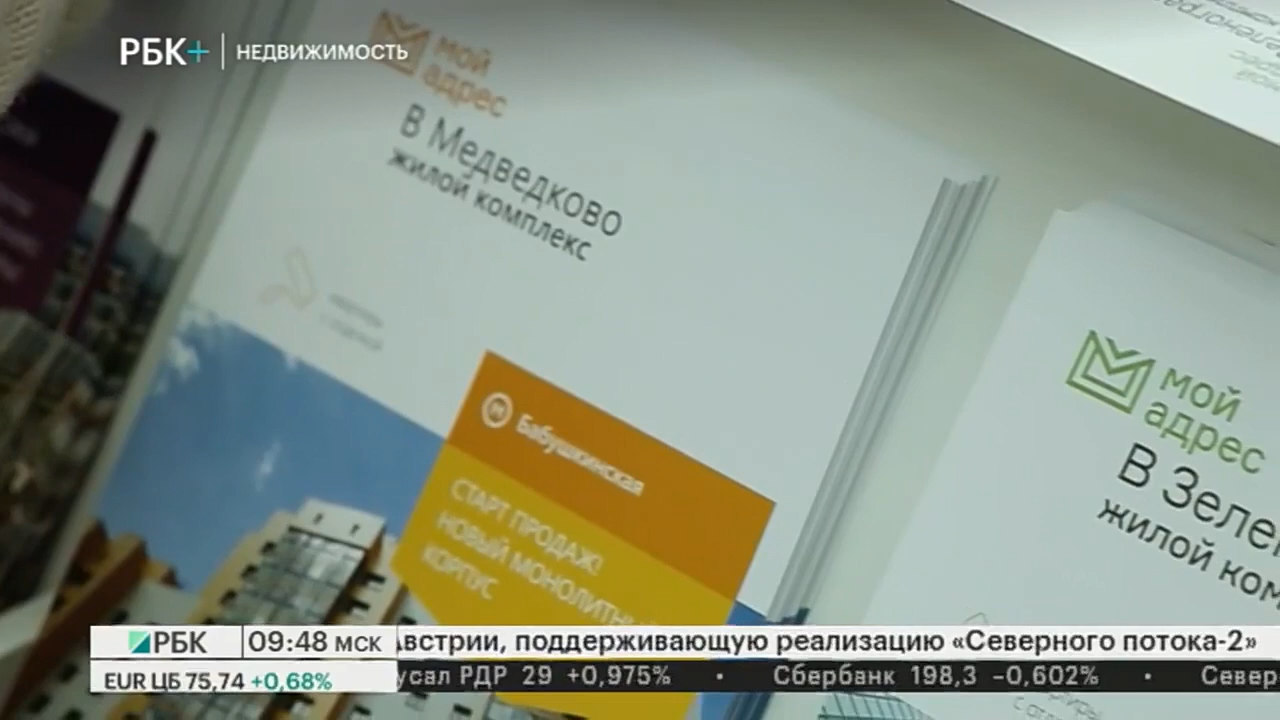 РБК+ НЕДВИЖИМОСТЬ
мой
адрес
В Медведково
жилой комплекс
Бабушкинская
СТАРТ ПРОДАЖ!
НОВЫЙ МОНОЛИТНЫЙ
КОРПУС
мой
адрес
В Зеле
жилой ком
РБК 09:48 МСК Австрии, поддерживающую реализацию «Северного потока-2»
EUR ЦБ 75,74 +0,68% усал РДР 29 +0,975% • Сбербанк 198,3 -0,602% • Север